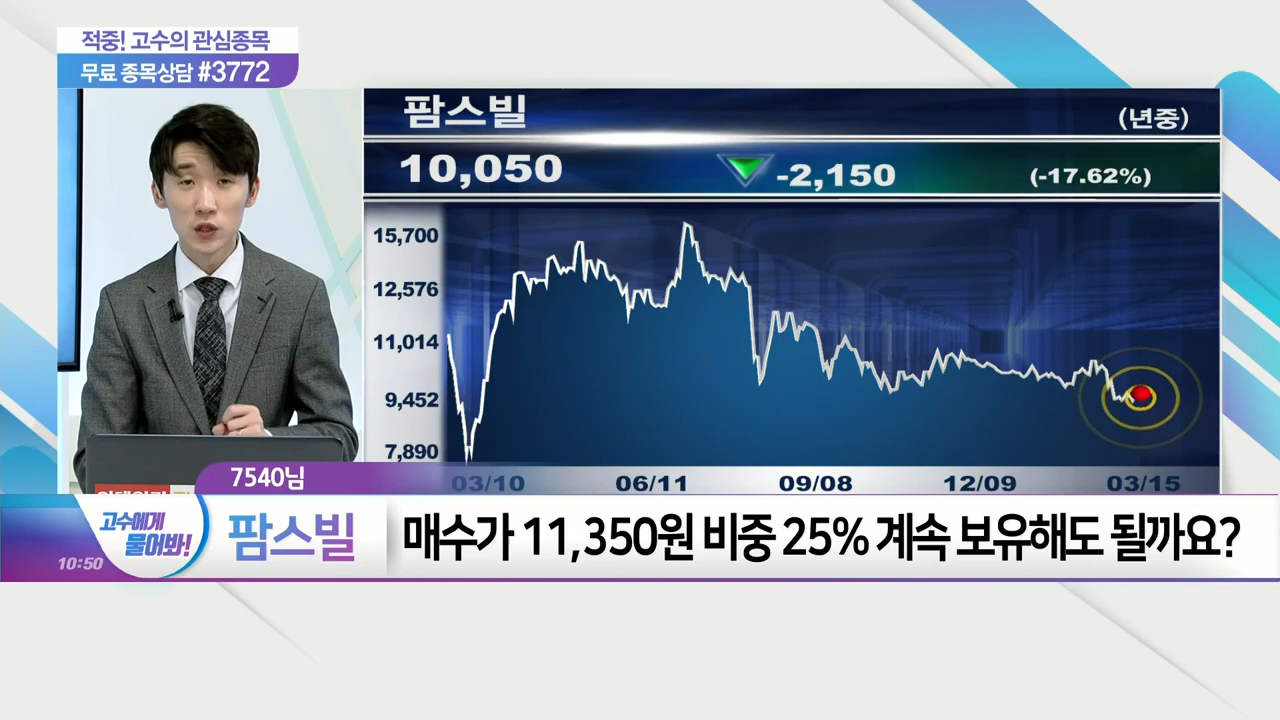 적중! 고수의 관심종목
무료 종목상담 #3772
팜스빌
(년중)
10,050
-2,150
(-17.62%)
15,700
12,576
11,014
9,452
7,890
03/10
06/11
09/08
12/09
03/15
7540님
고수에게
물어봐!
10:50
팜스빌
매수가 11,350원 비중 25% 계속 보유해도 될까요?